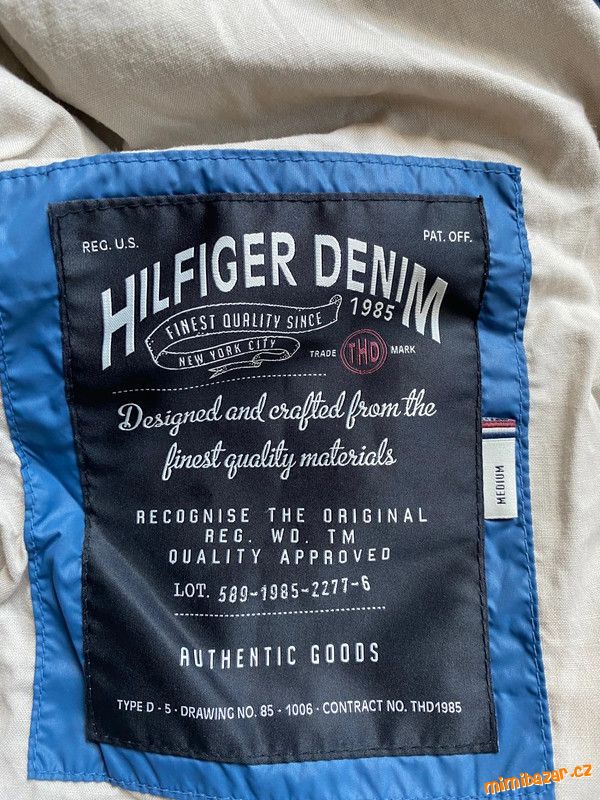 REG. U.S.
PAT. OFF.
HILFIGER DENIM
FINEST QUALITY SINCE 1985
NEW YORK CITY
TRADE THD MARK
Designed and crafted from the
finest quality materials
MEDIUM
RECOGNISE THE ORIGINAL
REG. WD. TM
QUALITY APPROVED
LOT. 589-1985-2277-6
AUTHENTIC GOODS
TYPE D - 5 · DRAWING NO. 85 - 1006 · CONTRACT NO. THD1985
mimibazar.cz